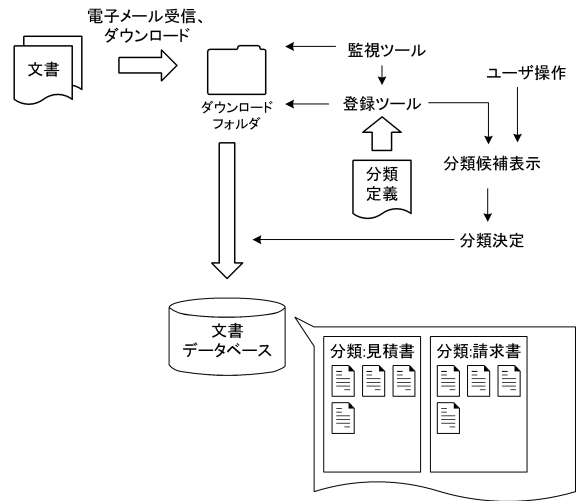 電子メール受信、
ダウンロード
文書
ダウンロード
フォルダ
監視ツール
登録ツール
ユーザ操作
分類
定義
分類候補表示
分類決定
文書
データベース
分類:見積書
分類:請求書